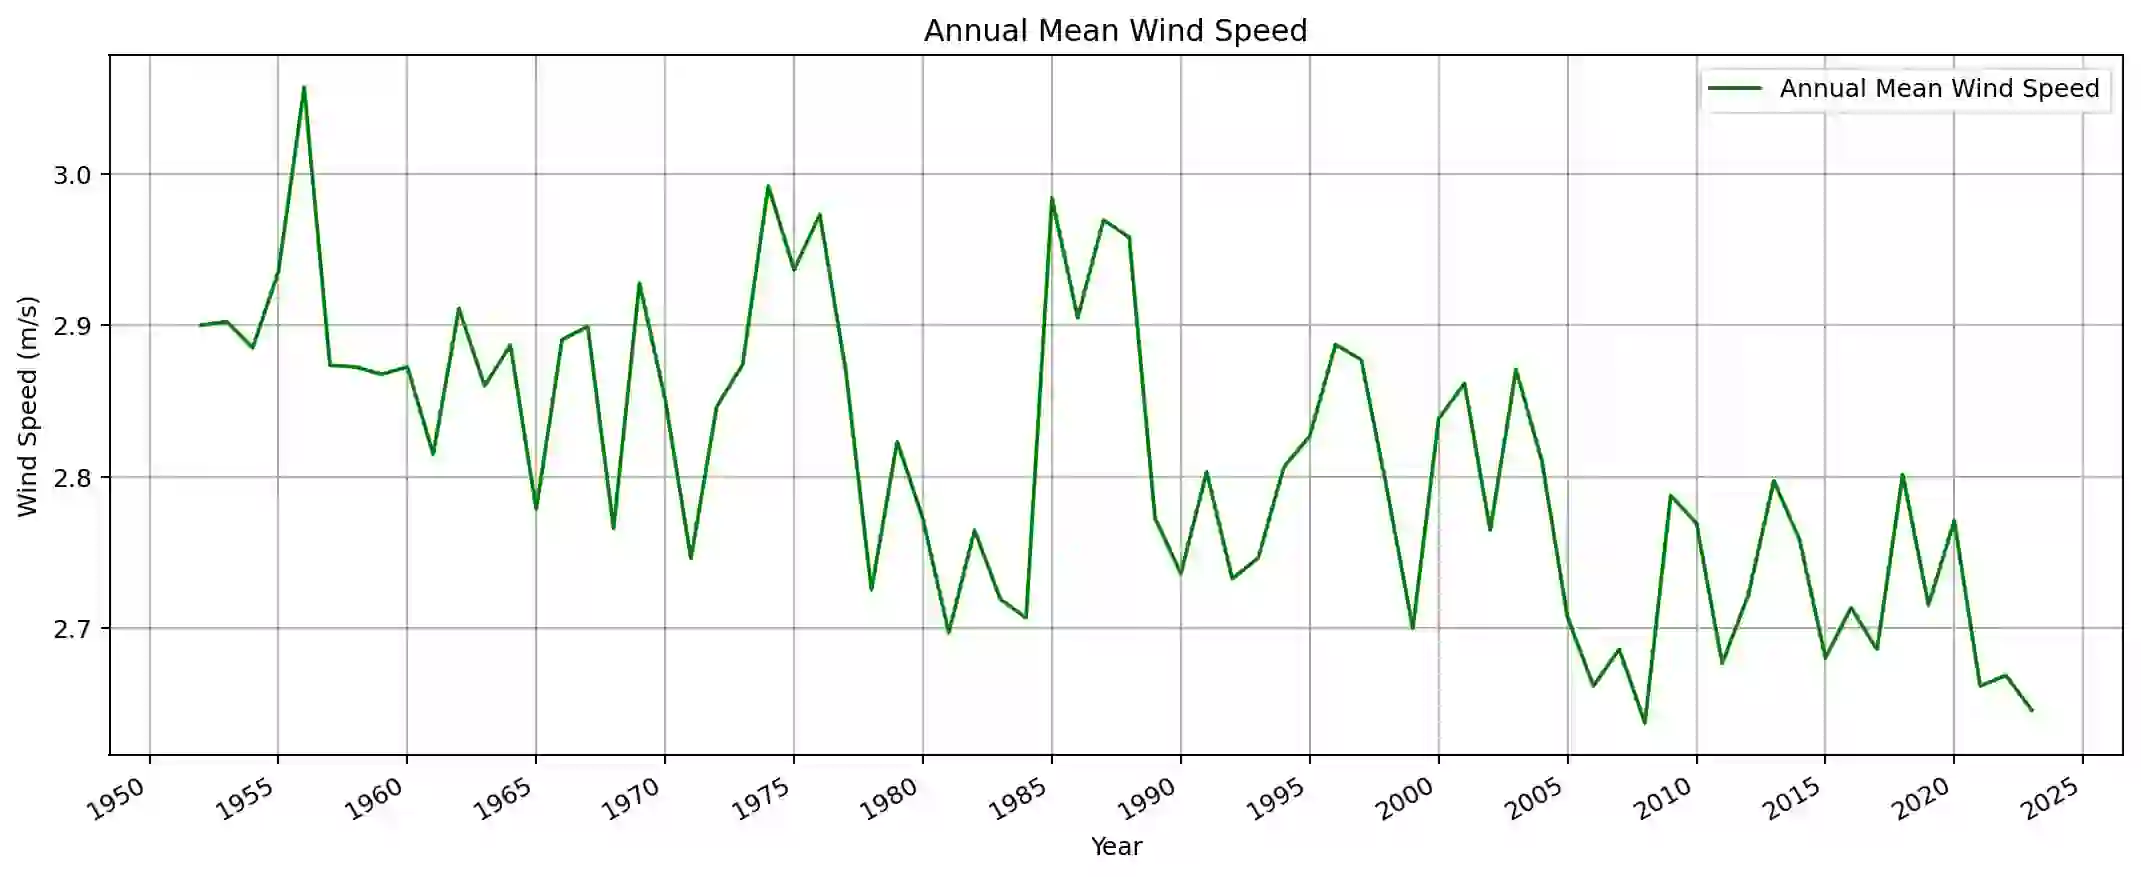 Annual Mean Wind Speed
Annual Mean Wind Speed
Wind Speed (m/s)
3.0
2.9
2.8
2.7
1950 1955 1960 1965 1970 1975 1980 1985 1990 1995 2000 2005 2010 2015 2020 2025
Year